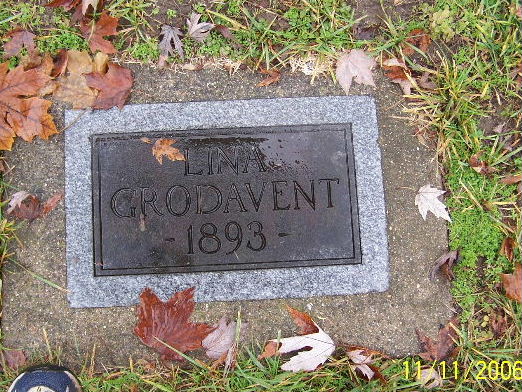 LINA
GRODAVENT
- 1893 -
11/11/2006